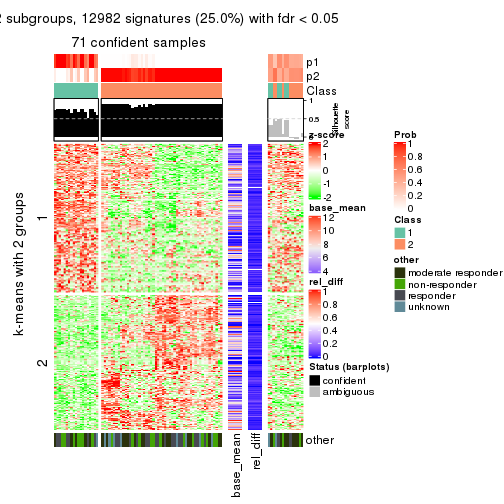 2 subgroups, 12982 signatures (25.0%) with fdr < 0.05
71 confident samples
p1
p2
Class
1
0.5
0
Silhouette
score
k-means with 2 groups
1
2
base_mean
rel_diff
other
z-score
2
1
0
-1
-2
base_mean
12
10
8
6
4
rel_diff
1
0.8
0.6
0.4
0.2
0
Status (barplots)
confident
ambiguous
Prob
1
0.8
0.6
0.4
0.2
0
Class
1
2
other
moderate responder
non-responder
responder
unknown